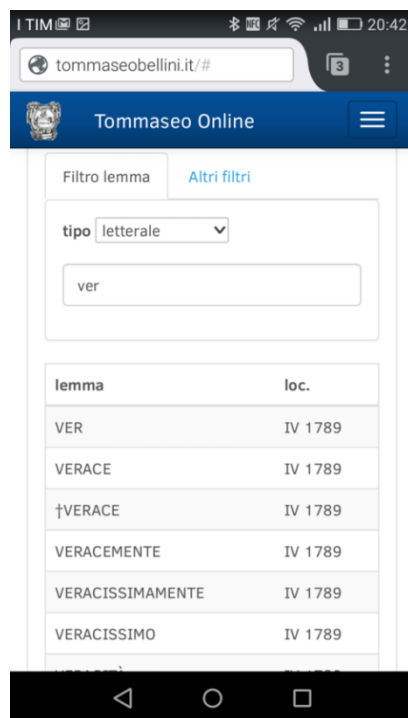 I TIM 20:42
tommaseobellini.it/# 3
Tommaseo Online
Filtro lemma Altri filtri
tipo letterale
ver
lemma loc.
VER IV 1789
VERACE IV 1789
†VERACE IV 1789
VERACEMENTE IV 1789
VERACISSIMAMENTE IV 1789
VERACISSIMO IV 1789